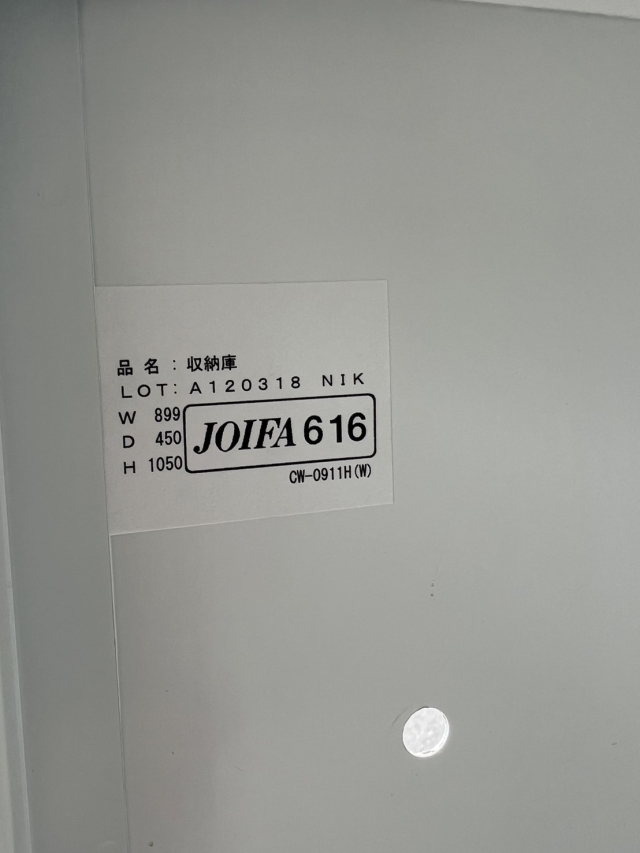 品 名 : 収納庫
LOT: A120318 NIK
W 899
D 450
H 1050
JOIFA 616
CW-0911H(W)